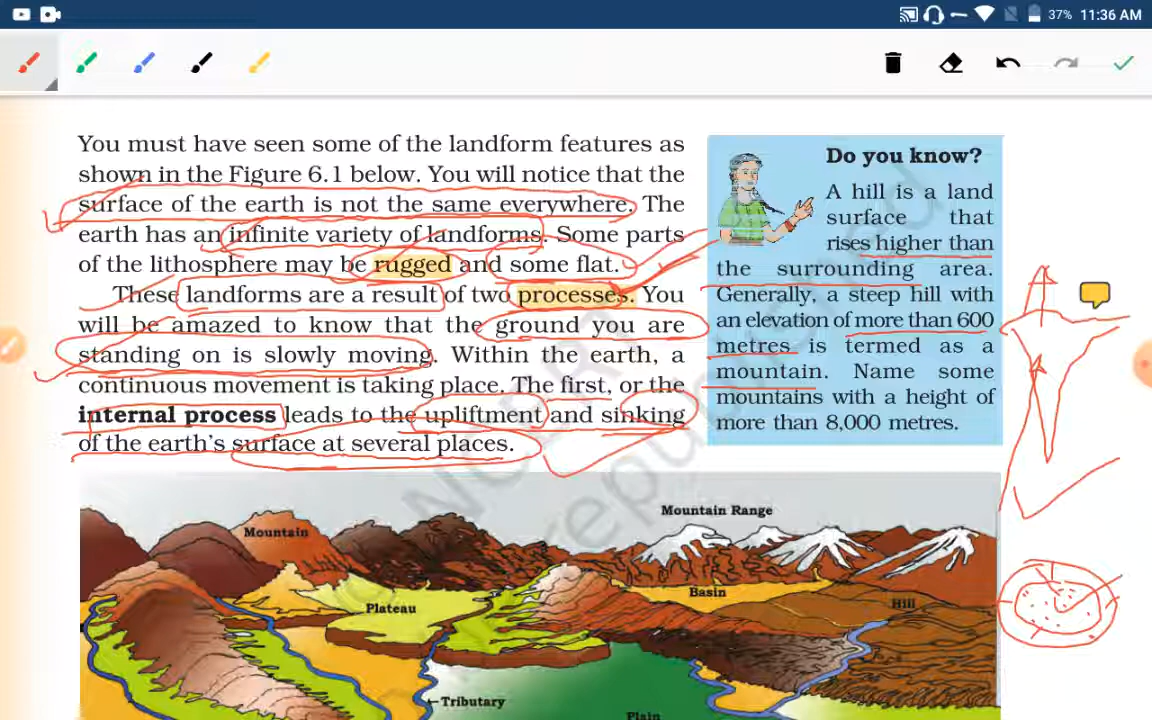 37% 11:36 AM
You must have seen some of the landform features as
shown in the Figure 6.1 below. You will notice that the
surface of the earth is not the same everywhere. The
earth has an infinite variety of landforms. Some parts
of the lithosphere may be rugged and some flat.
These landforms are a result of two processes. You
will be amazed to know that the ground you are
standing on is slowly moving. Within the earth, a
continuous movement is taking place. The first, or the
internal process leads to the upliftment and sinking
of the earth's surface at several places.
Do you know?
A hill is a land
surface that
rises higher than
the surrounding area.
Generally, a steep hill with
an elevation of more than 600
metres is termed as a
mountain. Name some
mountains with a height of
more than 8,000 metres.
Mountain Range
Mountain
Basin
Hill
Plateau
Tributary
Plain